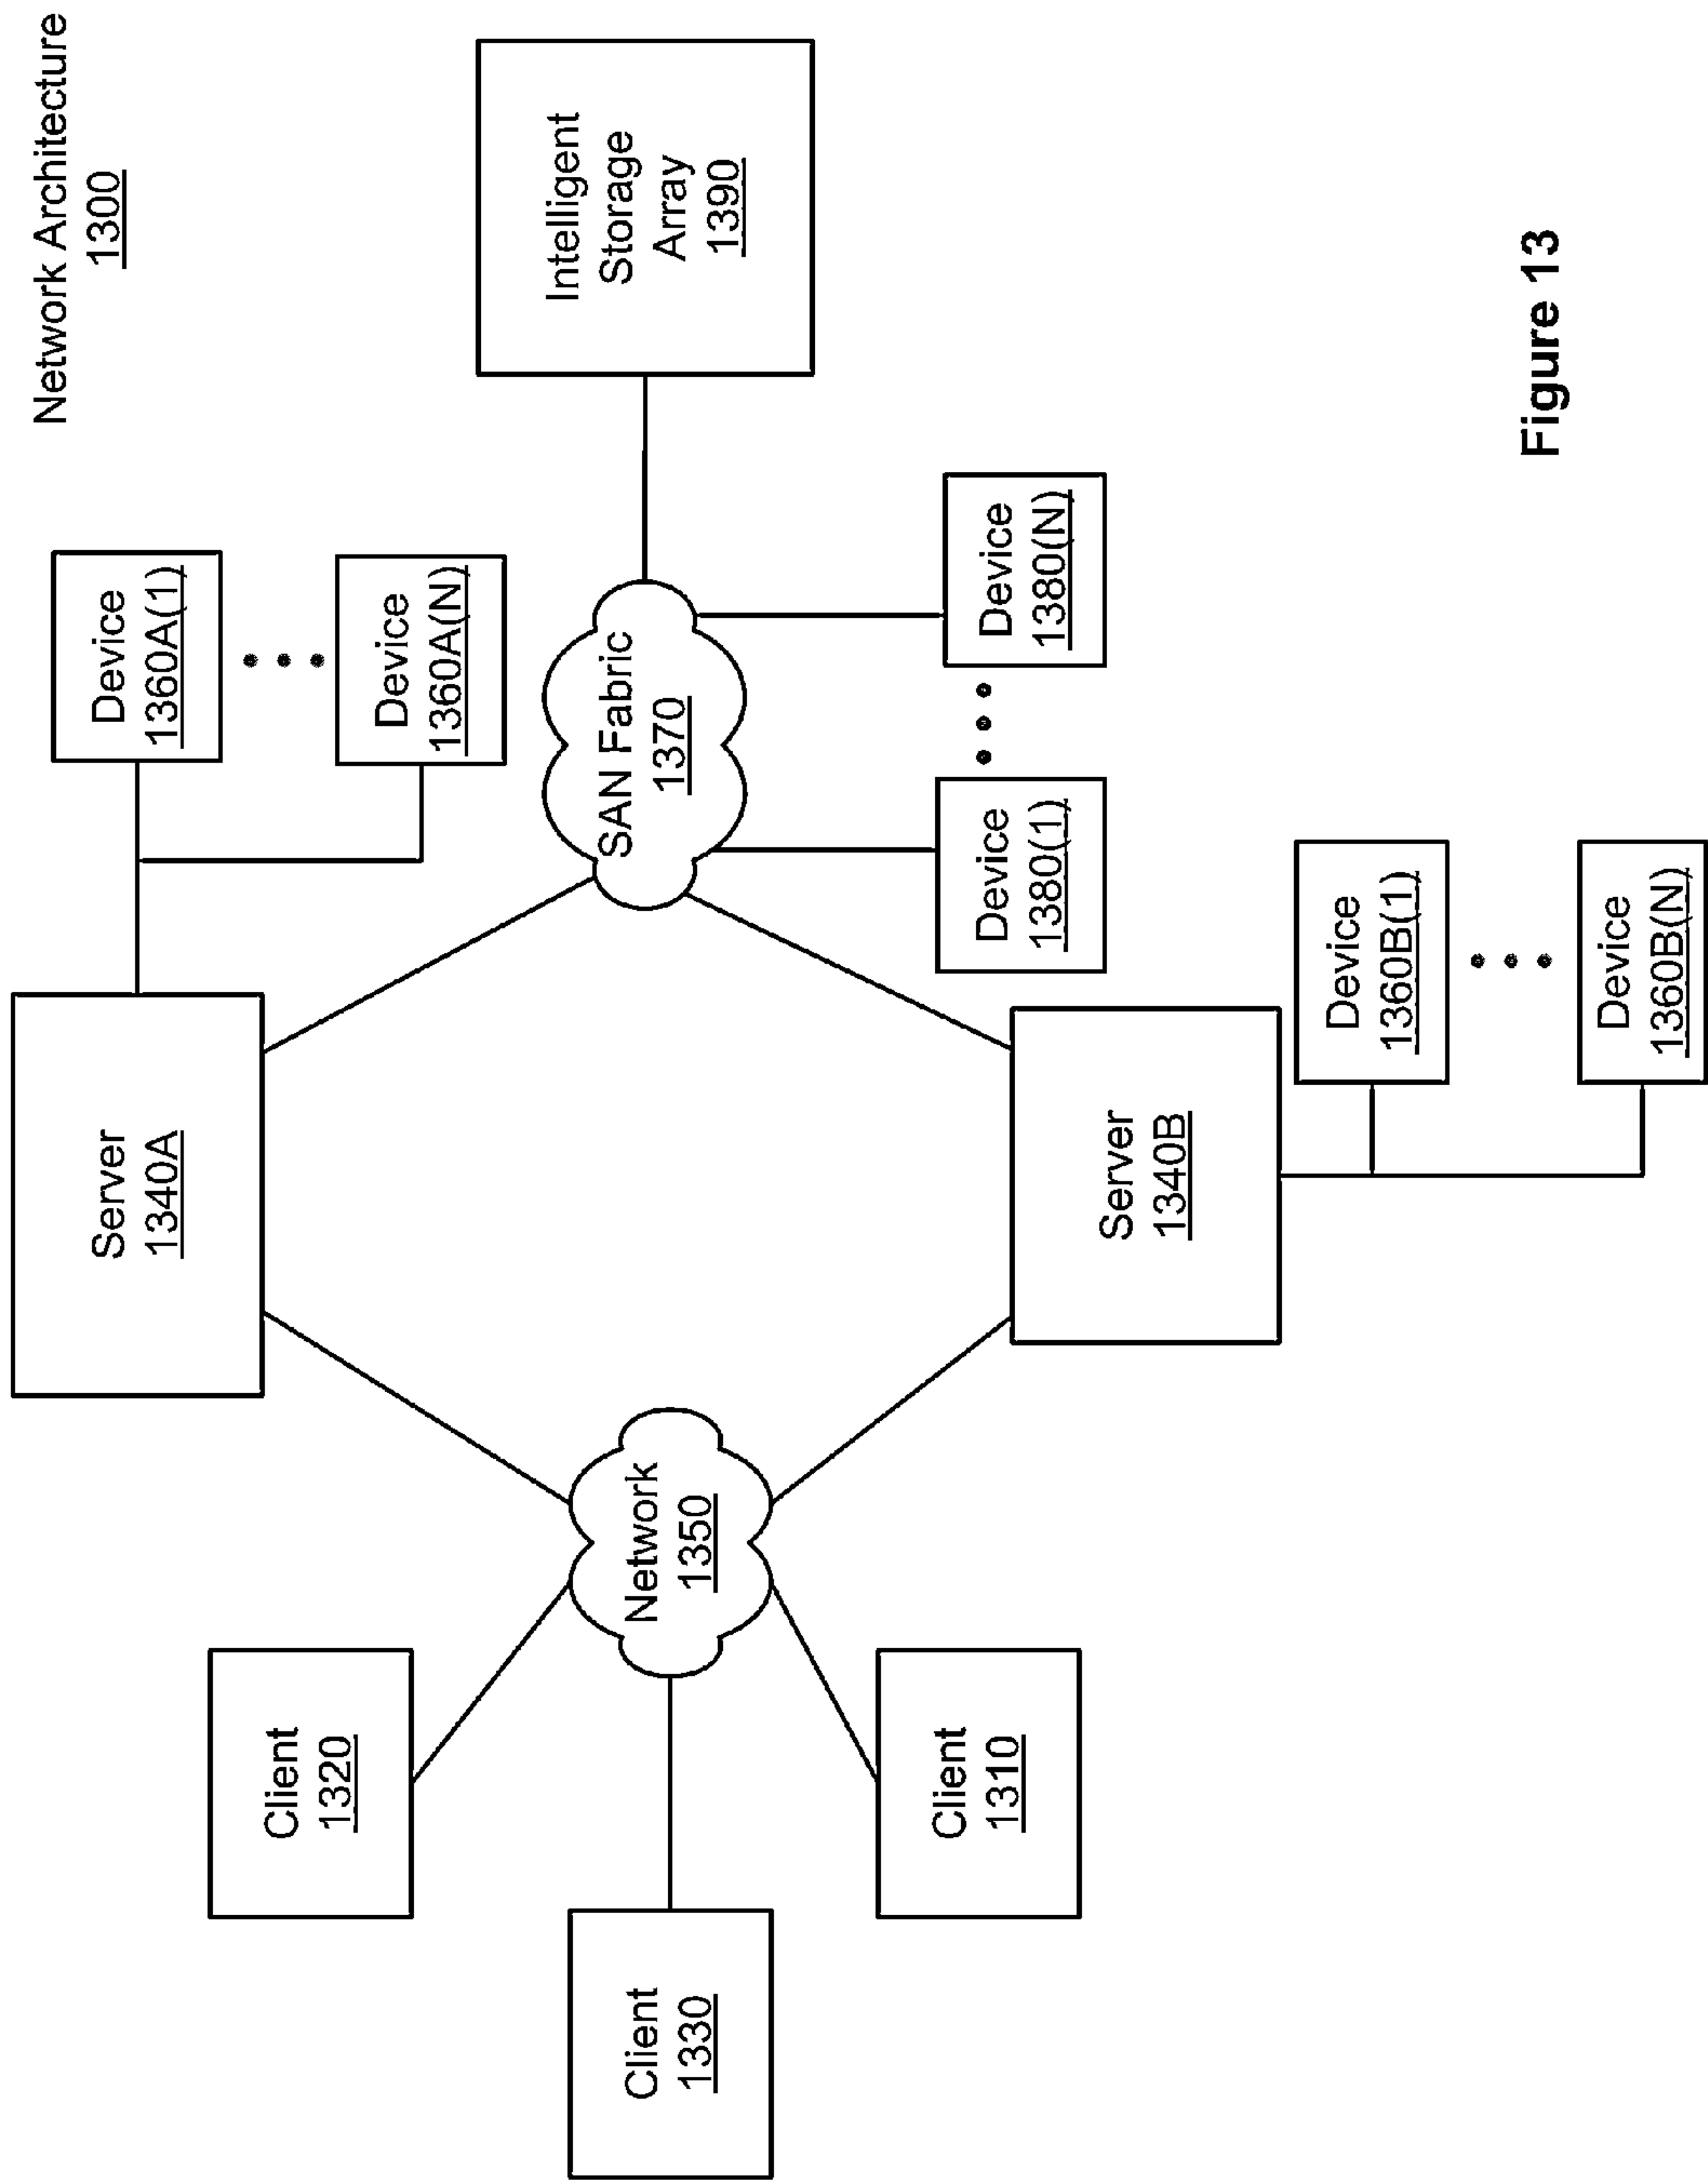 Network Architecture
1300
Device
1360A(1)
Device
1360A(N)
Server
1340A
Client
1320
Intelligent
Storage
Array
1390
SAN Fabric
1370
Network
1350
Client
1330
Device
1380(1)
Device
1380(N)
Client
1310
Server
1340B
Device
1360B(1)
Device
1360B(N)
Figure 13